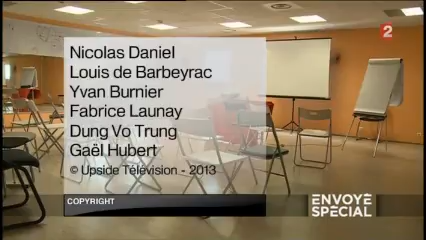 2
Nicolas Daniel
Louis de Barbeyrac
Yvan Burnier
Fabrice Launay
Dung Vo Trung
Gaël Hubert
© Upside Télévision - 2013
COPYRIGHT
ENVOYÉ
SPECIAL